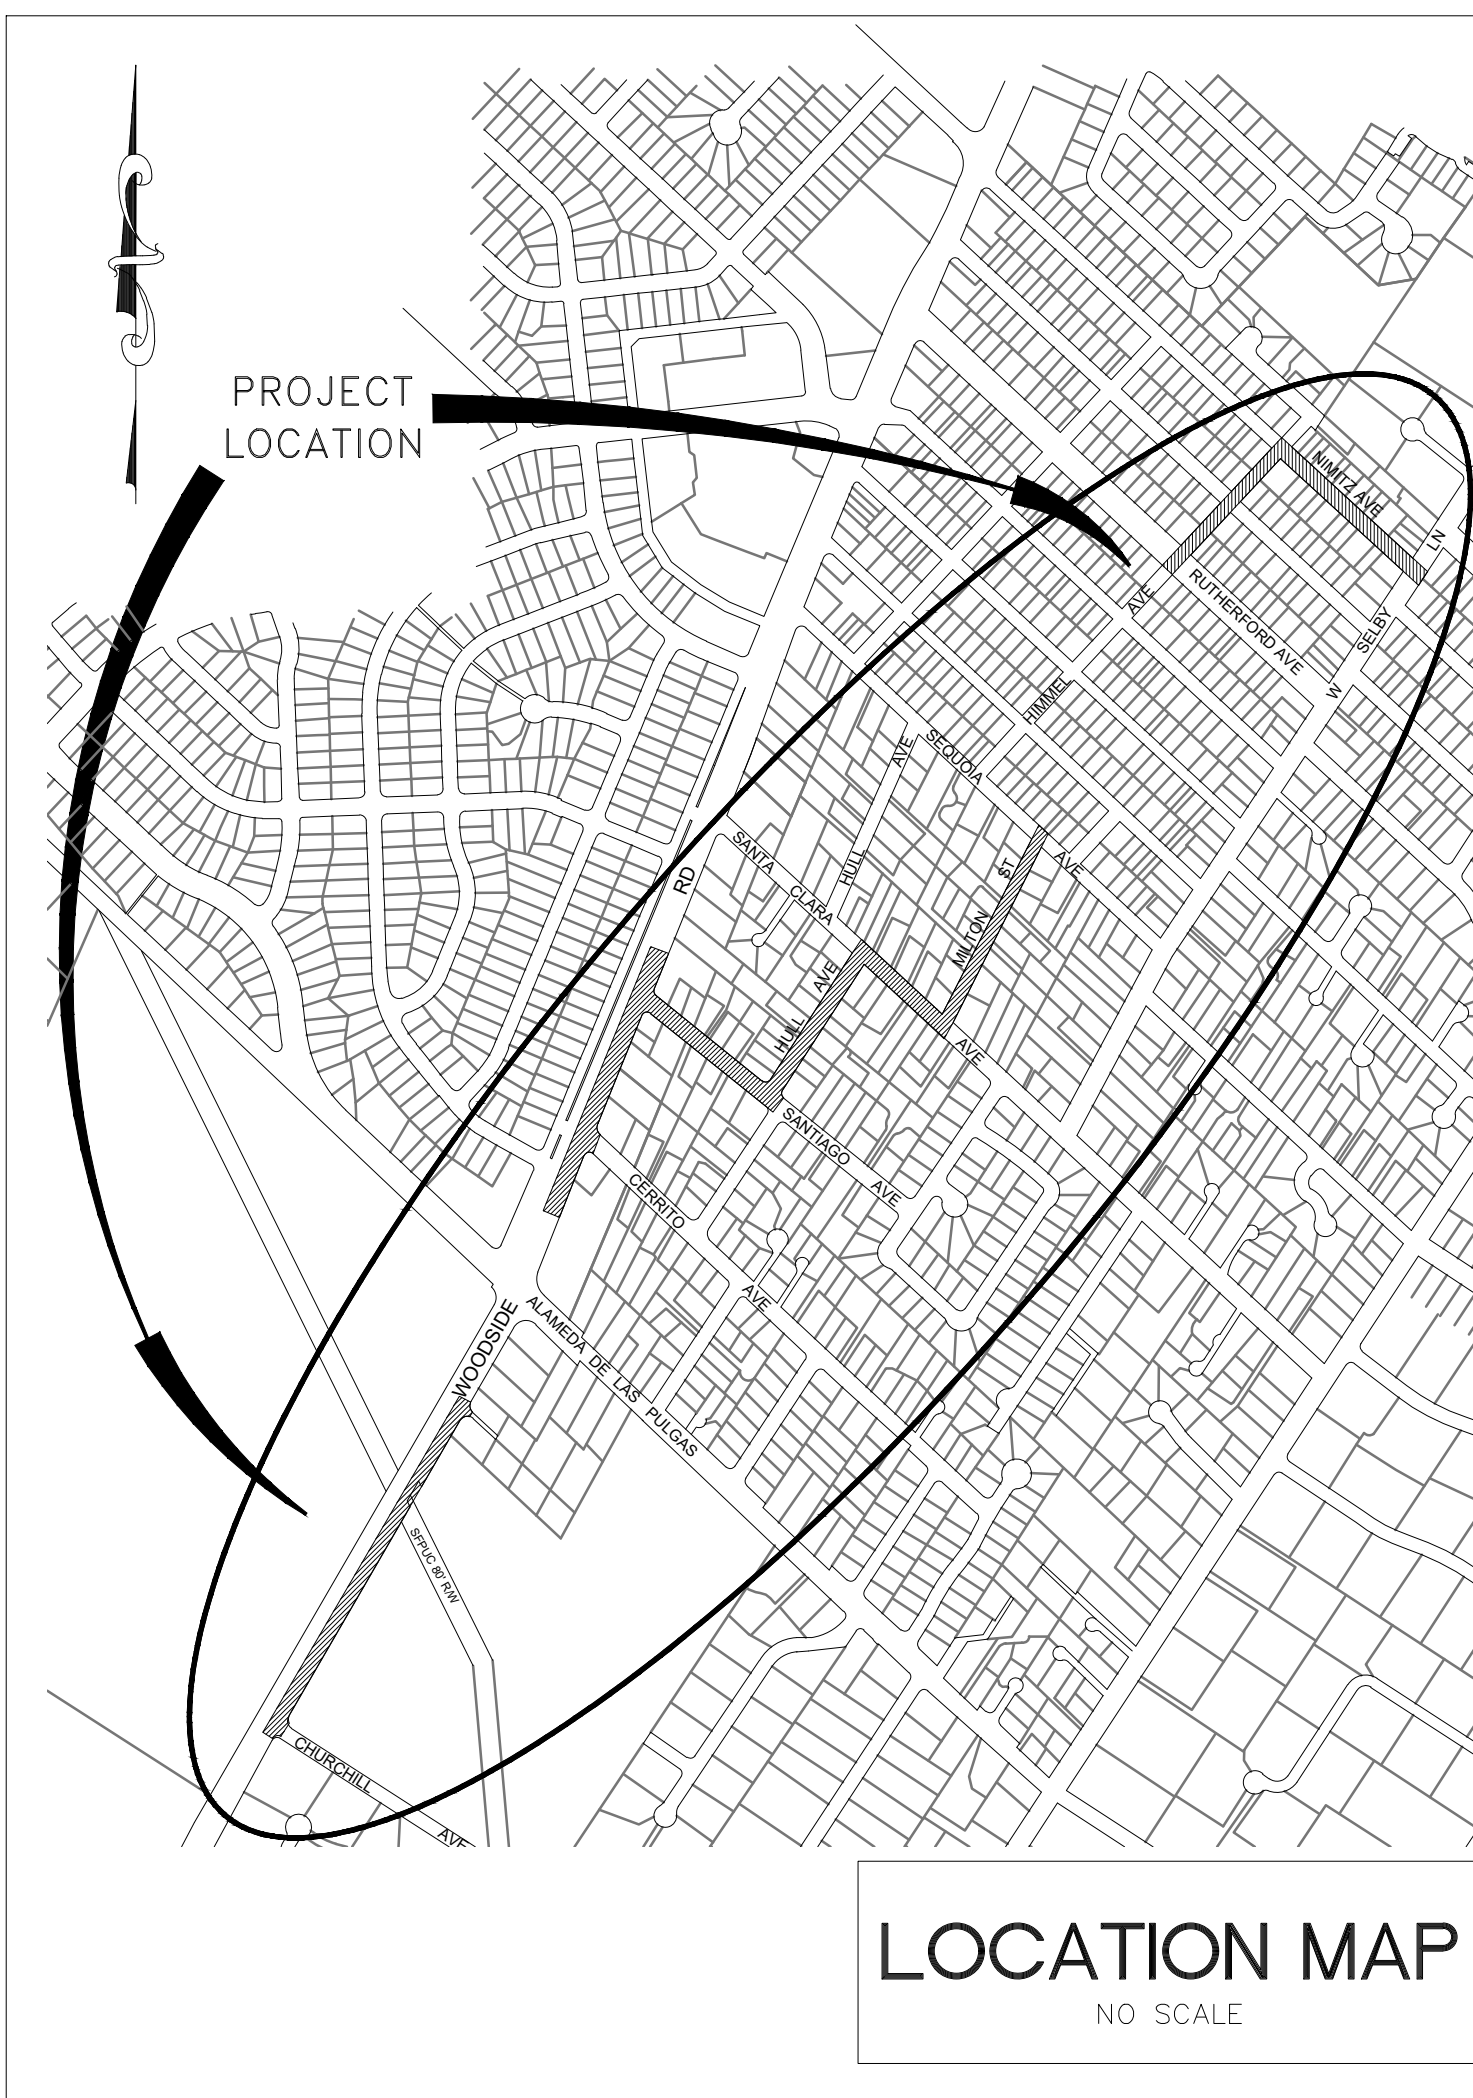 PROJECT
LOCATION
NIMITZ AVE
LN
SELBY
W
RUTHERFORD AVE
AVE
HIMMEL
SEQUOIA
AVE
AVE
HULL
SANTA
CLARA
AVE
RD
ST
MILTON
AVE
HULL
SANTIAGO
AVE
CERRITO
AVE
WOODSIDE
ALAMEDA DE LAS PULGAS
SFPUC 80' R/W
CHURCHILL
AVE
LOCATION MAP
NO SCALE